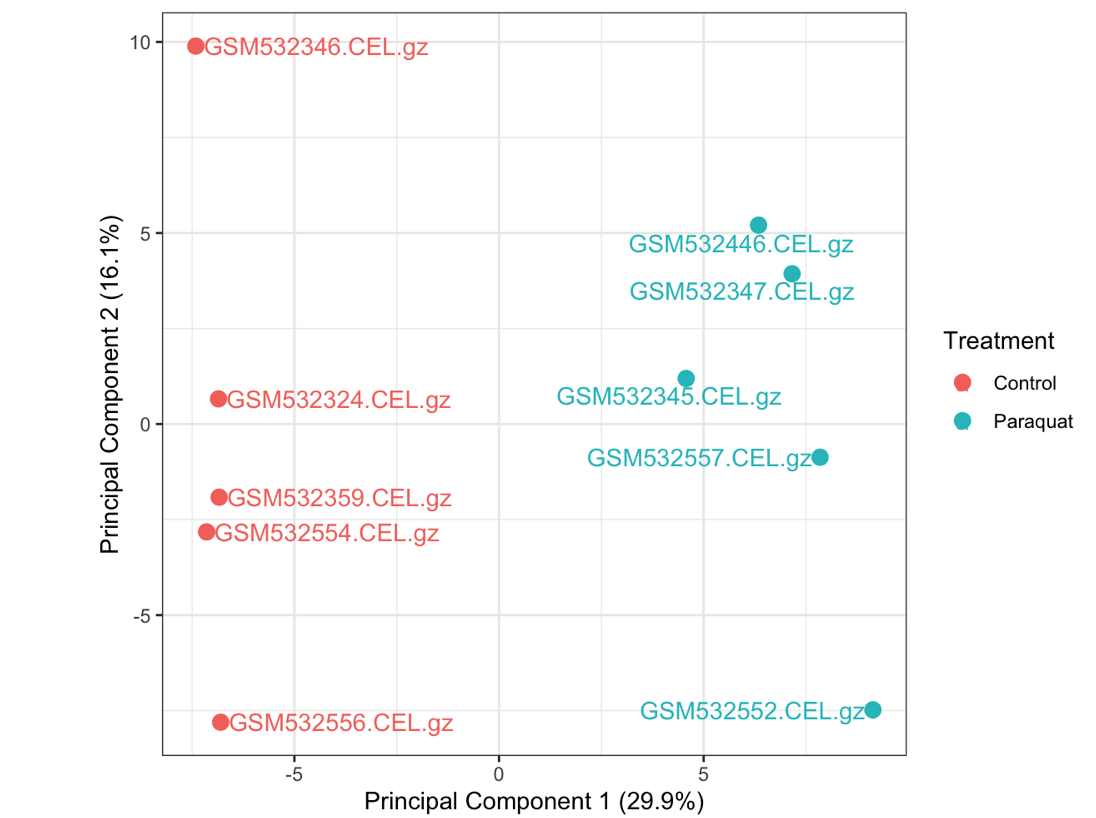 10
5
0
-5
Principal Component 2 (16.1%)
GSM532346.CEL.gz
GSM532446.CEL.gz
GSM532347.CEL.gz
GSM532345.CEL.gz
GSM532324.CEL.gz
GSM532557.CEL.gz
GSM532359.CEL.gz
GSM532554.CEL.gz
GSM532552.CEL.gz
GSM532556.CEL.gz
-5
0
5
Principal Component 1 (29.9%)
Treatment
Control
Paraquat